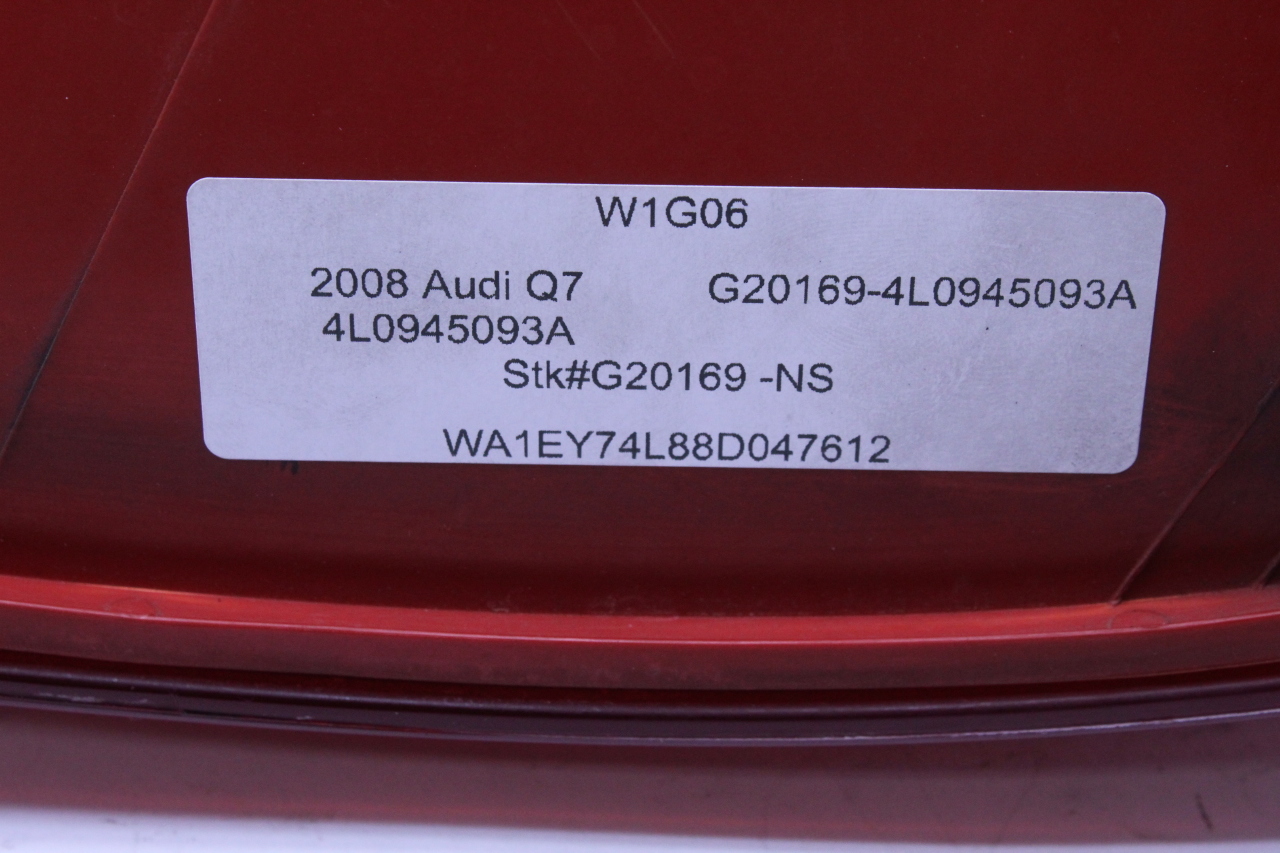 W1G06
2008 Audi Q7 G20169-4L0945093A
4L0945093A
Stk#G20169 -NS
WA1EY74L88D047612